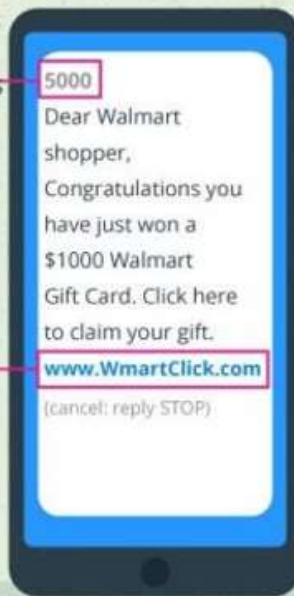 5000
Dear Walmart
shopper,
Congratulations you
have just won a
$1000 Walmart
Gift Card. Click here
to claim your gift.
www.WmartClick.com
(cancel: reply STOP)